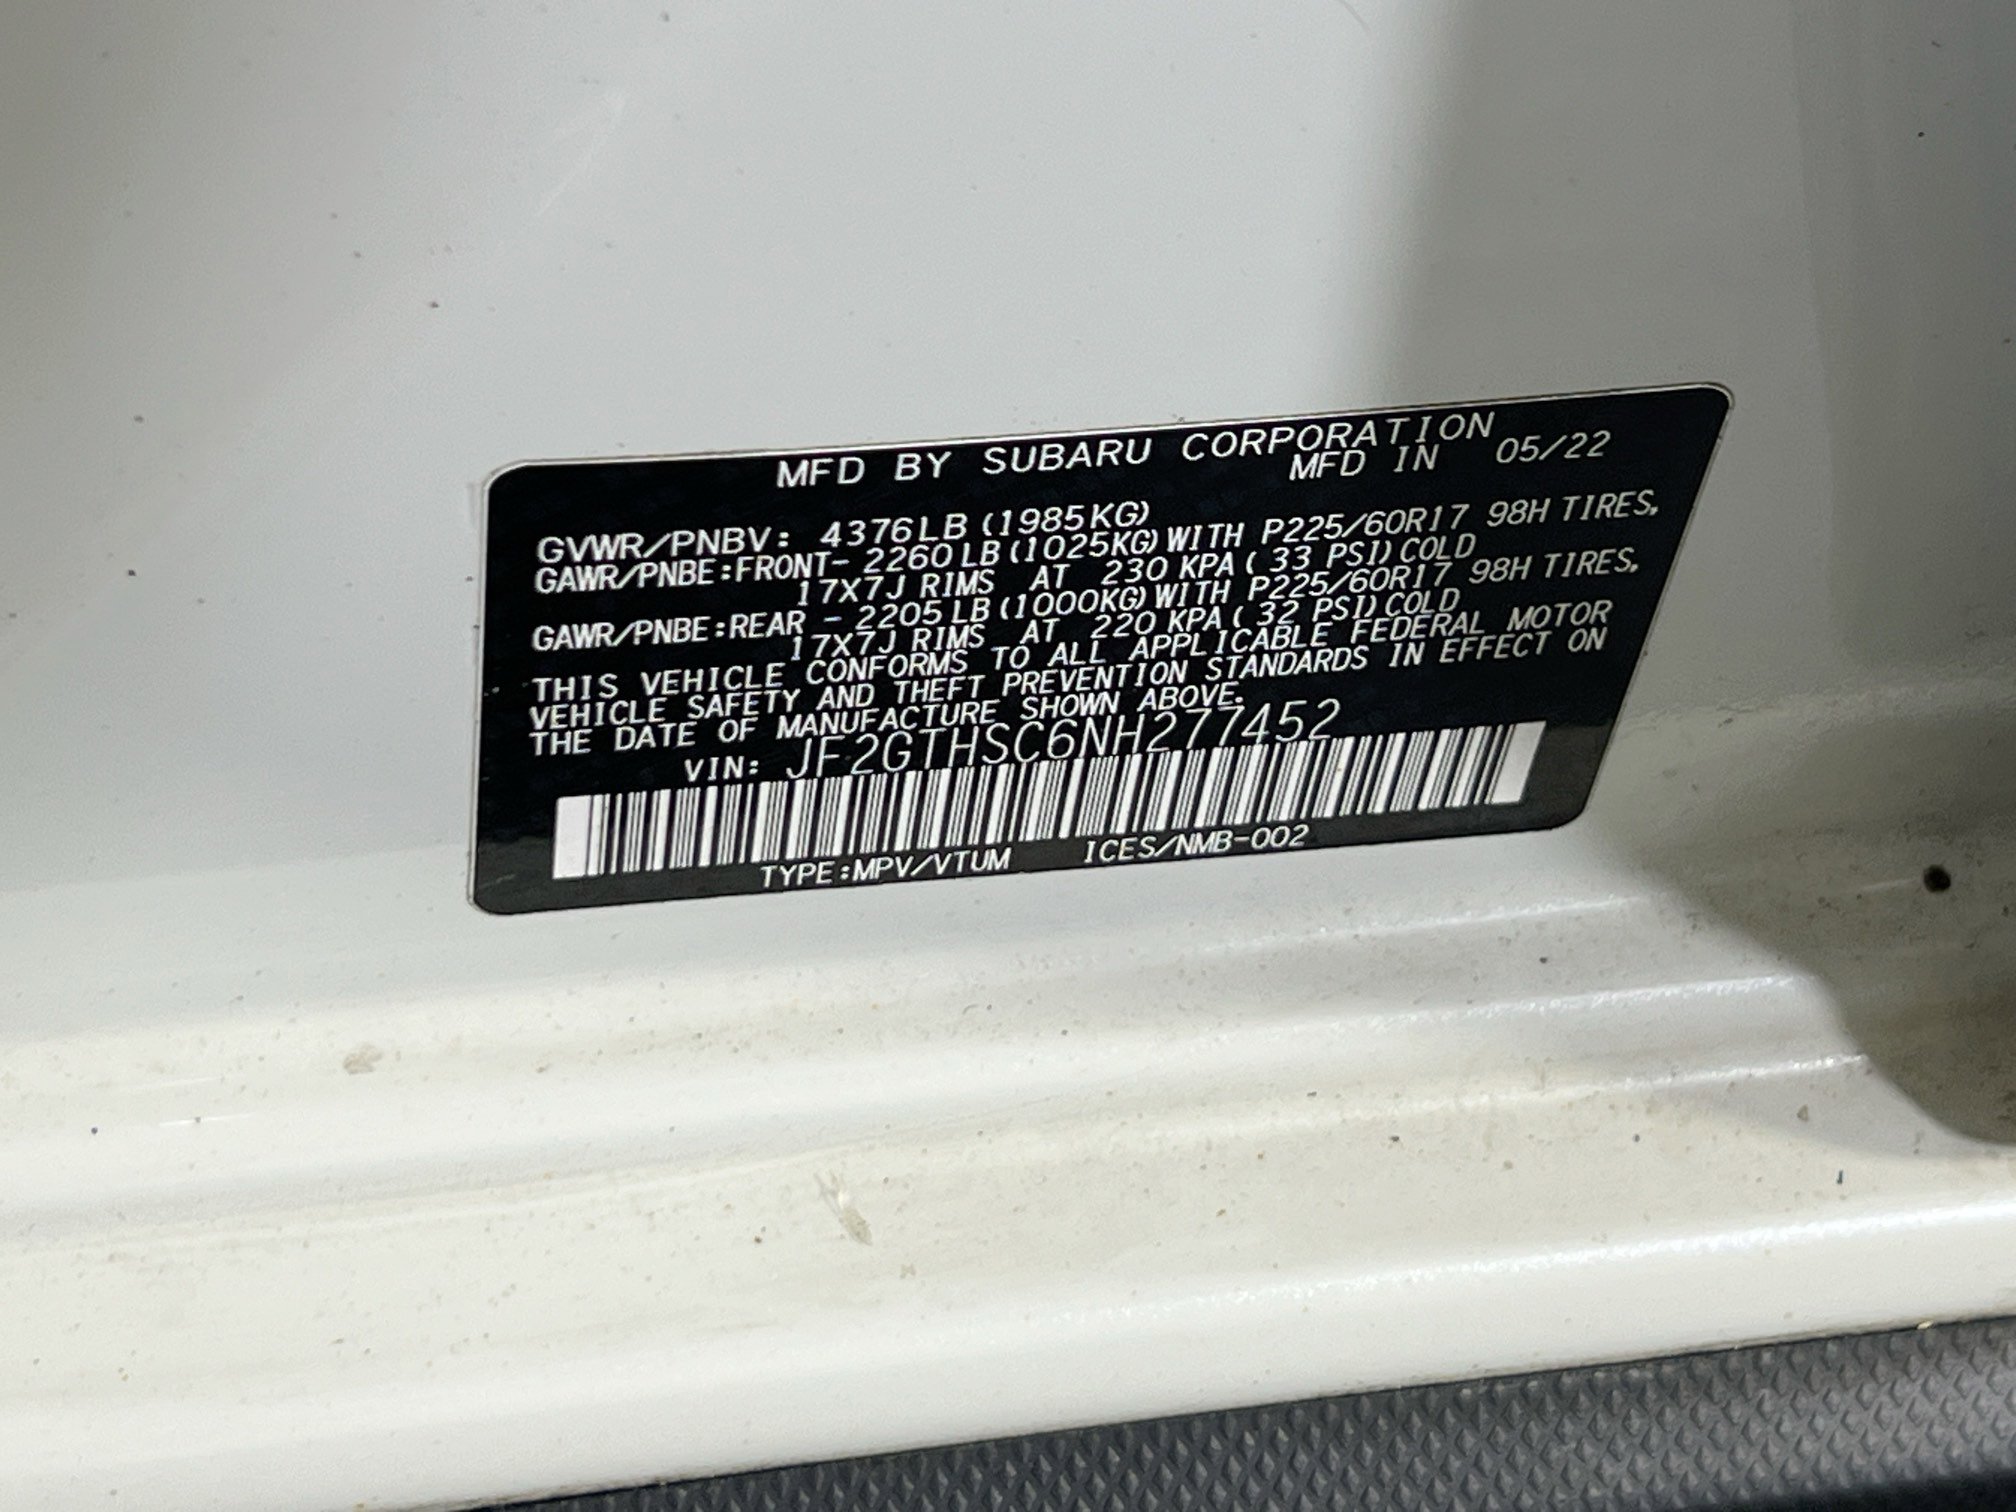 MFD BY SUBARU CORPORATION
MFD IN 05/22
GVWR/PNBV: 4376LB (1985KG)
GAWR/PNBE:FRONT- 2260LB (1025KG) WITH P225/60R17 98H TIRES,
17X7J RIMS AT 230 KPA ( 33 PSI) COLD
GAWR/PNBE:REAR - 2205LB (1000KG) WITH P225/60R17 98H TIRES,
17X7J RIMS AT 220 KPA ( 32 PSI) COLD
THIS VEHICLE CONFORMS TO ALL APPLICABLE FEDERAL MOTOR
VEHICLE SAFETY AND THEFT PREVENTION STANDARDS IN EFFECT ON
THE DATE OF MANUFACTURE SHOWN ABOVE.
VIN: JF2GTHSC6NH277452
TYPE:MPV/VTUM ICES/NMB-002